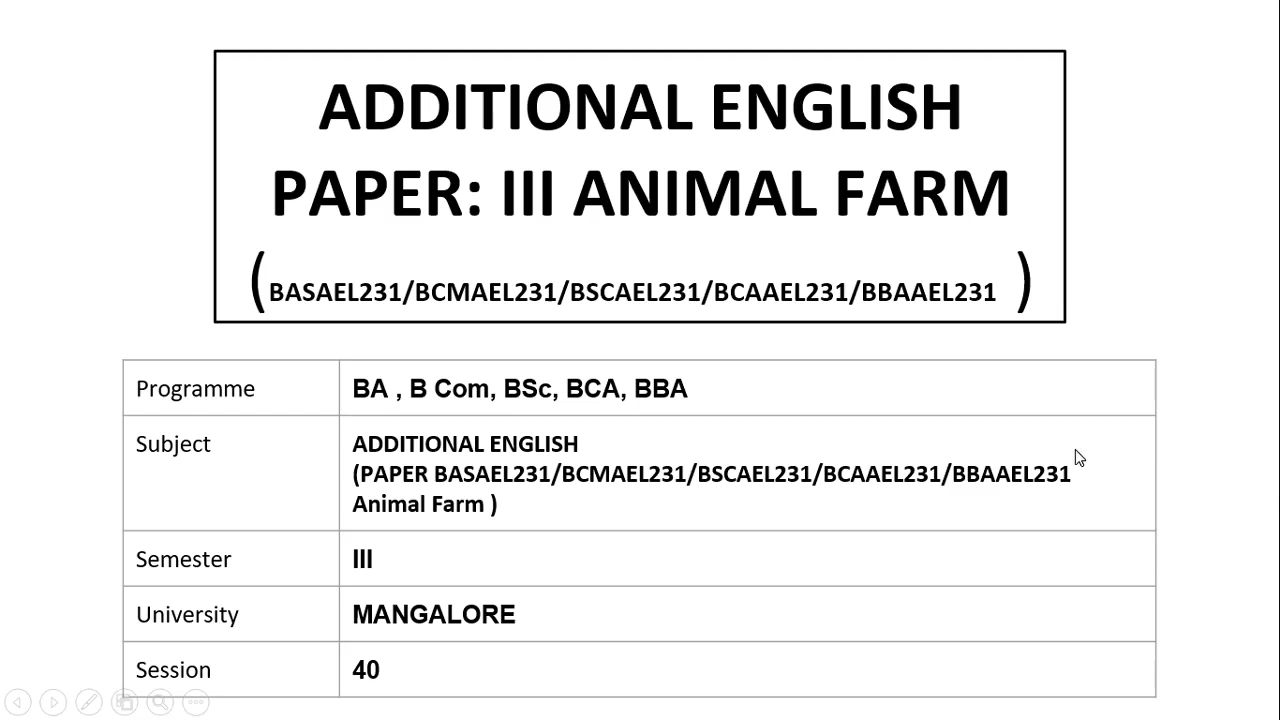 ADDITIONAL ENGLISH
PAPER: III ANIMAL FARM
(BASAEL231/BCMAEL231/BSCAEL231/BCAAEL231/BBAAEL231 )
Programme
BA , B Com, BSc, BCA, BBA
Subject
ADDITIONAL ENGLISH
(PAPER BASAEL231/BCMAEL231/BSCAEL231/BCAAEL231/BBAAEL231
Animal Farm )
Semester
III
University
MANGALORE
Session
40